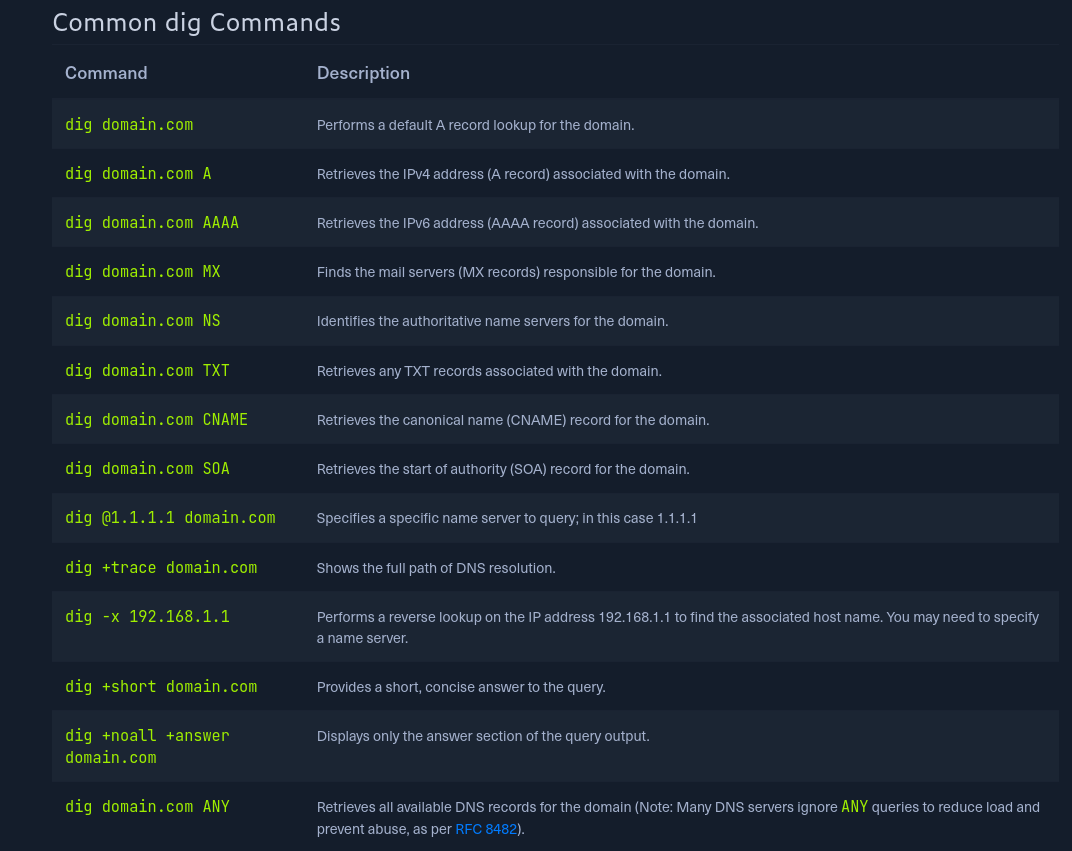 Common dig Commands
Command Description
dig domain.com Performs a default A record lookup for the domain.
dig domain.com A Retrieves the IPv4 address (A record) associated with the domain.
dig domain.com AAAA Retrieves the IPv6 address (AAAA record) associated with the domain.
dig domain.com MX Finds the mail servers (MX records) responsible for the domain.
dig domain.com NS Identifies the authoritative name servers for the domain.
dig domain.com TXT Retrieves any TXT records associated with the domain.
dig domain.com CNAME Retrieves the canonical name (CNAME) record for the domain.
dig domain.com SOA Retrieves the start of authority (SOA) record for the domain.
dig @1.1.1.1 domain.com Specifies a specific name server to query; in this case 1.1.1.1
dig +trace domain.com Shows the full path of DNS resolution.
dig -x 192.168.1.1 Performs a reverse lookup on the IP address 192.168.1.1 to find the associated host name. You may need to specify
a name server.
dig +short domain.com Provides a short, concise answer to the query.
dig +noall +answer Displays only the answer section of the query output.
domain.com
dig domain.com ANY Retrieves all available DNS records for the domain (Note: Many DNS servers ignore ANY queries to reduce load and
prevent abuse, as per RFC 8482).